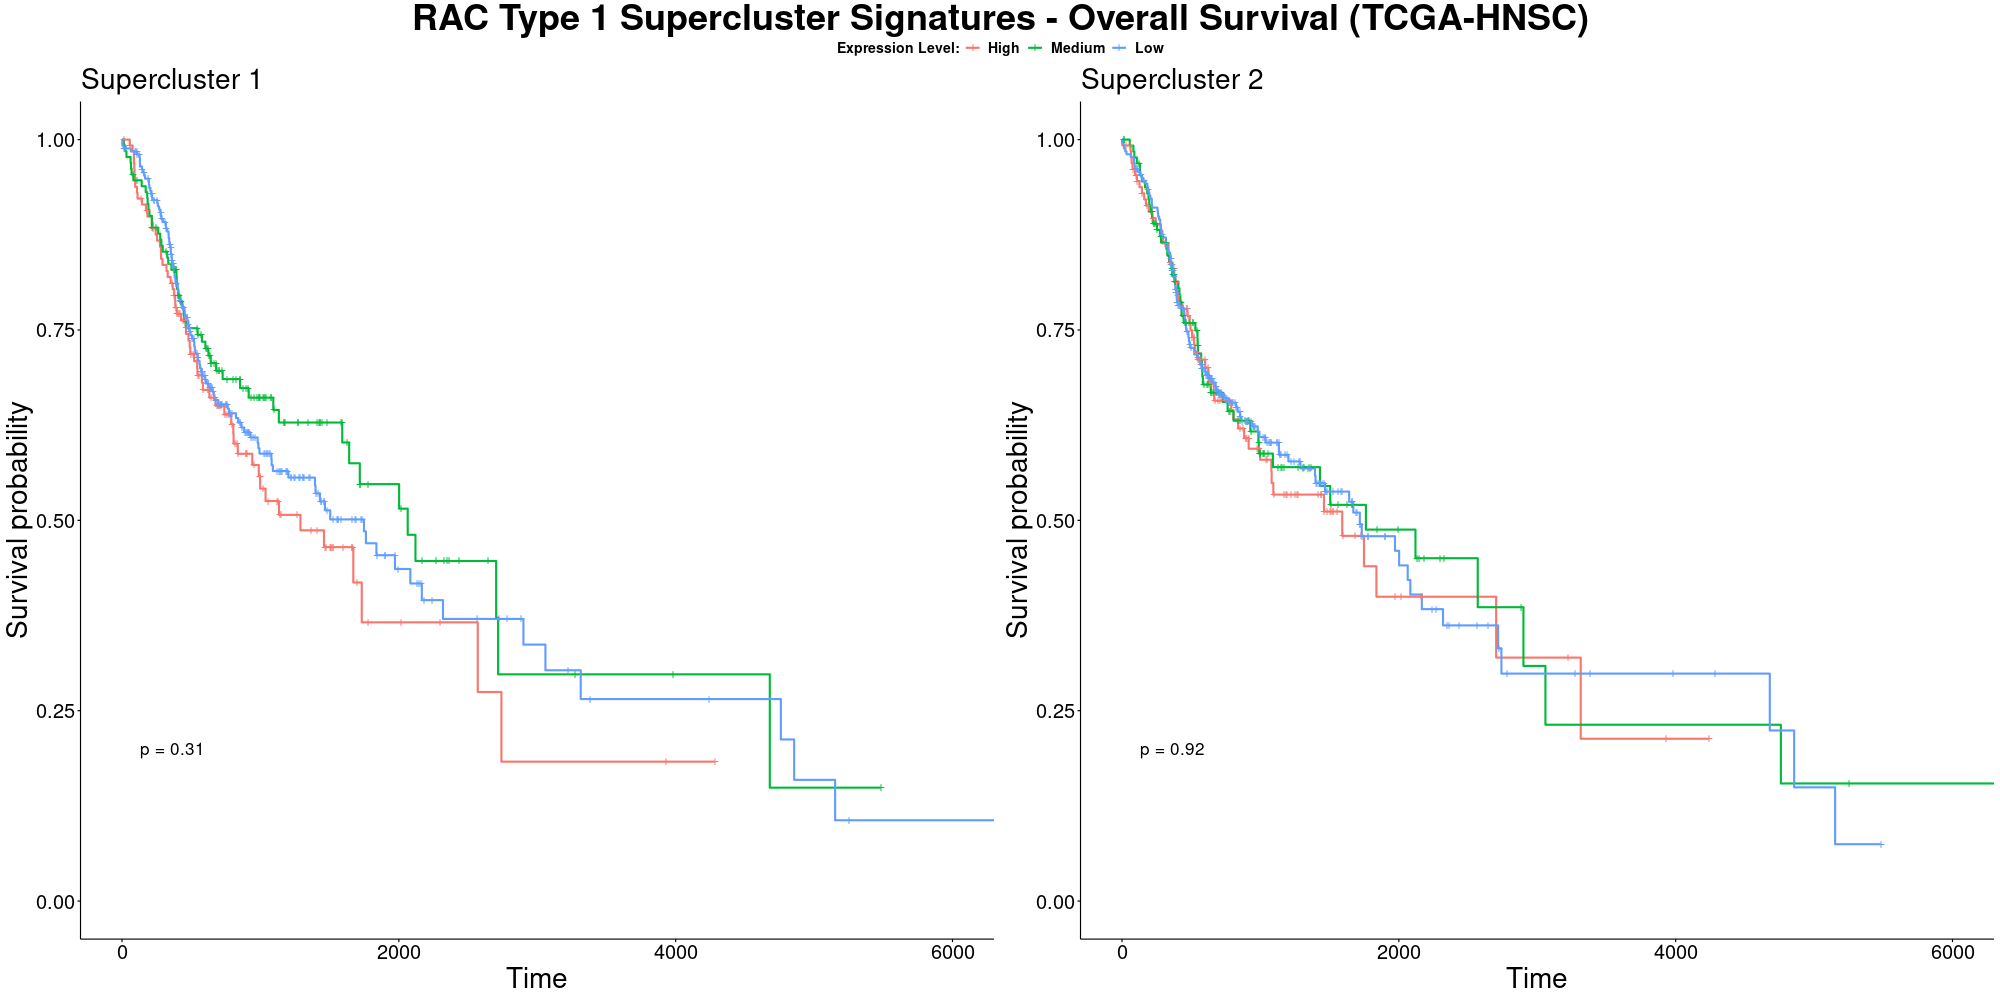 RAC Type 1 Supercluster Signatures - Overall Survival (TCGA-HNSC)
Expression Level: High Medium Low
Supercluster 1
Survival probability
1.00
0.75
0.50
0.25
0.00
p = 0.31
0 2000 4000 6000
Time
Supercluster 2
Survival probability
1.00
0.75
0.50
0.25
0.00
p = 0.92
0 2000 4000 6000
Time